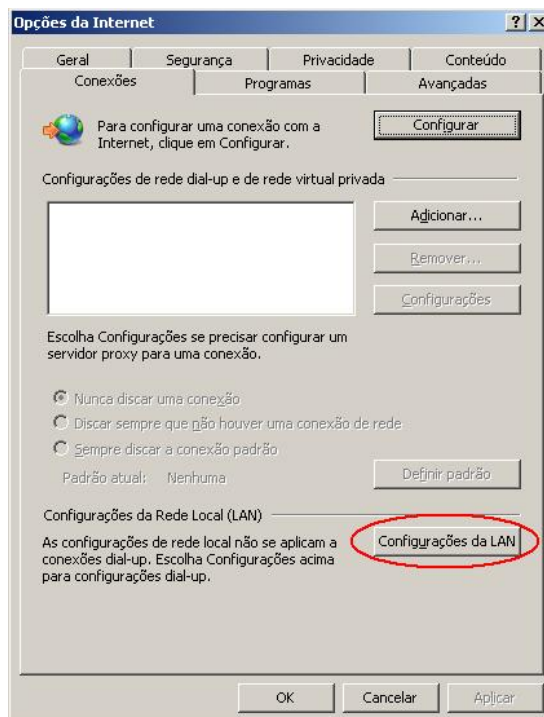 Opções da Internet
Geral
Segurança
Privacidade
Conteúdo
Conexões
Programas
Avançadas
Para configurar uma conexão com a
Internet, clique em Configurar.
Configurar
Configurações de rede dial-up e de rede virtual privada
Adicionar...
Remover...
Configurações
Escolha Configurações se precisar configurar um
servidor proxy para uma conexão.
Nunca discar uma conexão
Discar sempre que não houver uma conexão de rede
Sempre discar a conexão padrão
Padrão atual: Nenhuma
Definir padrão
Configurações da Rede Local (LAN)
As configurações de rede local não se aplicam a
conexões dial-up. Escolha Configurações acima
para configurações dial-up.
Configurações da LAN
OK
Cancelar
Aplicar